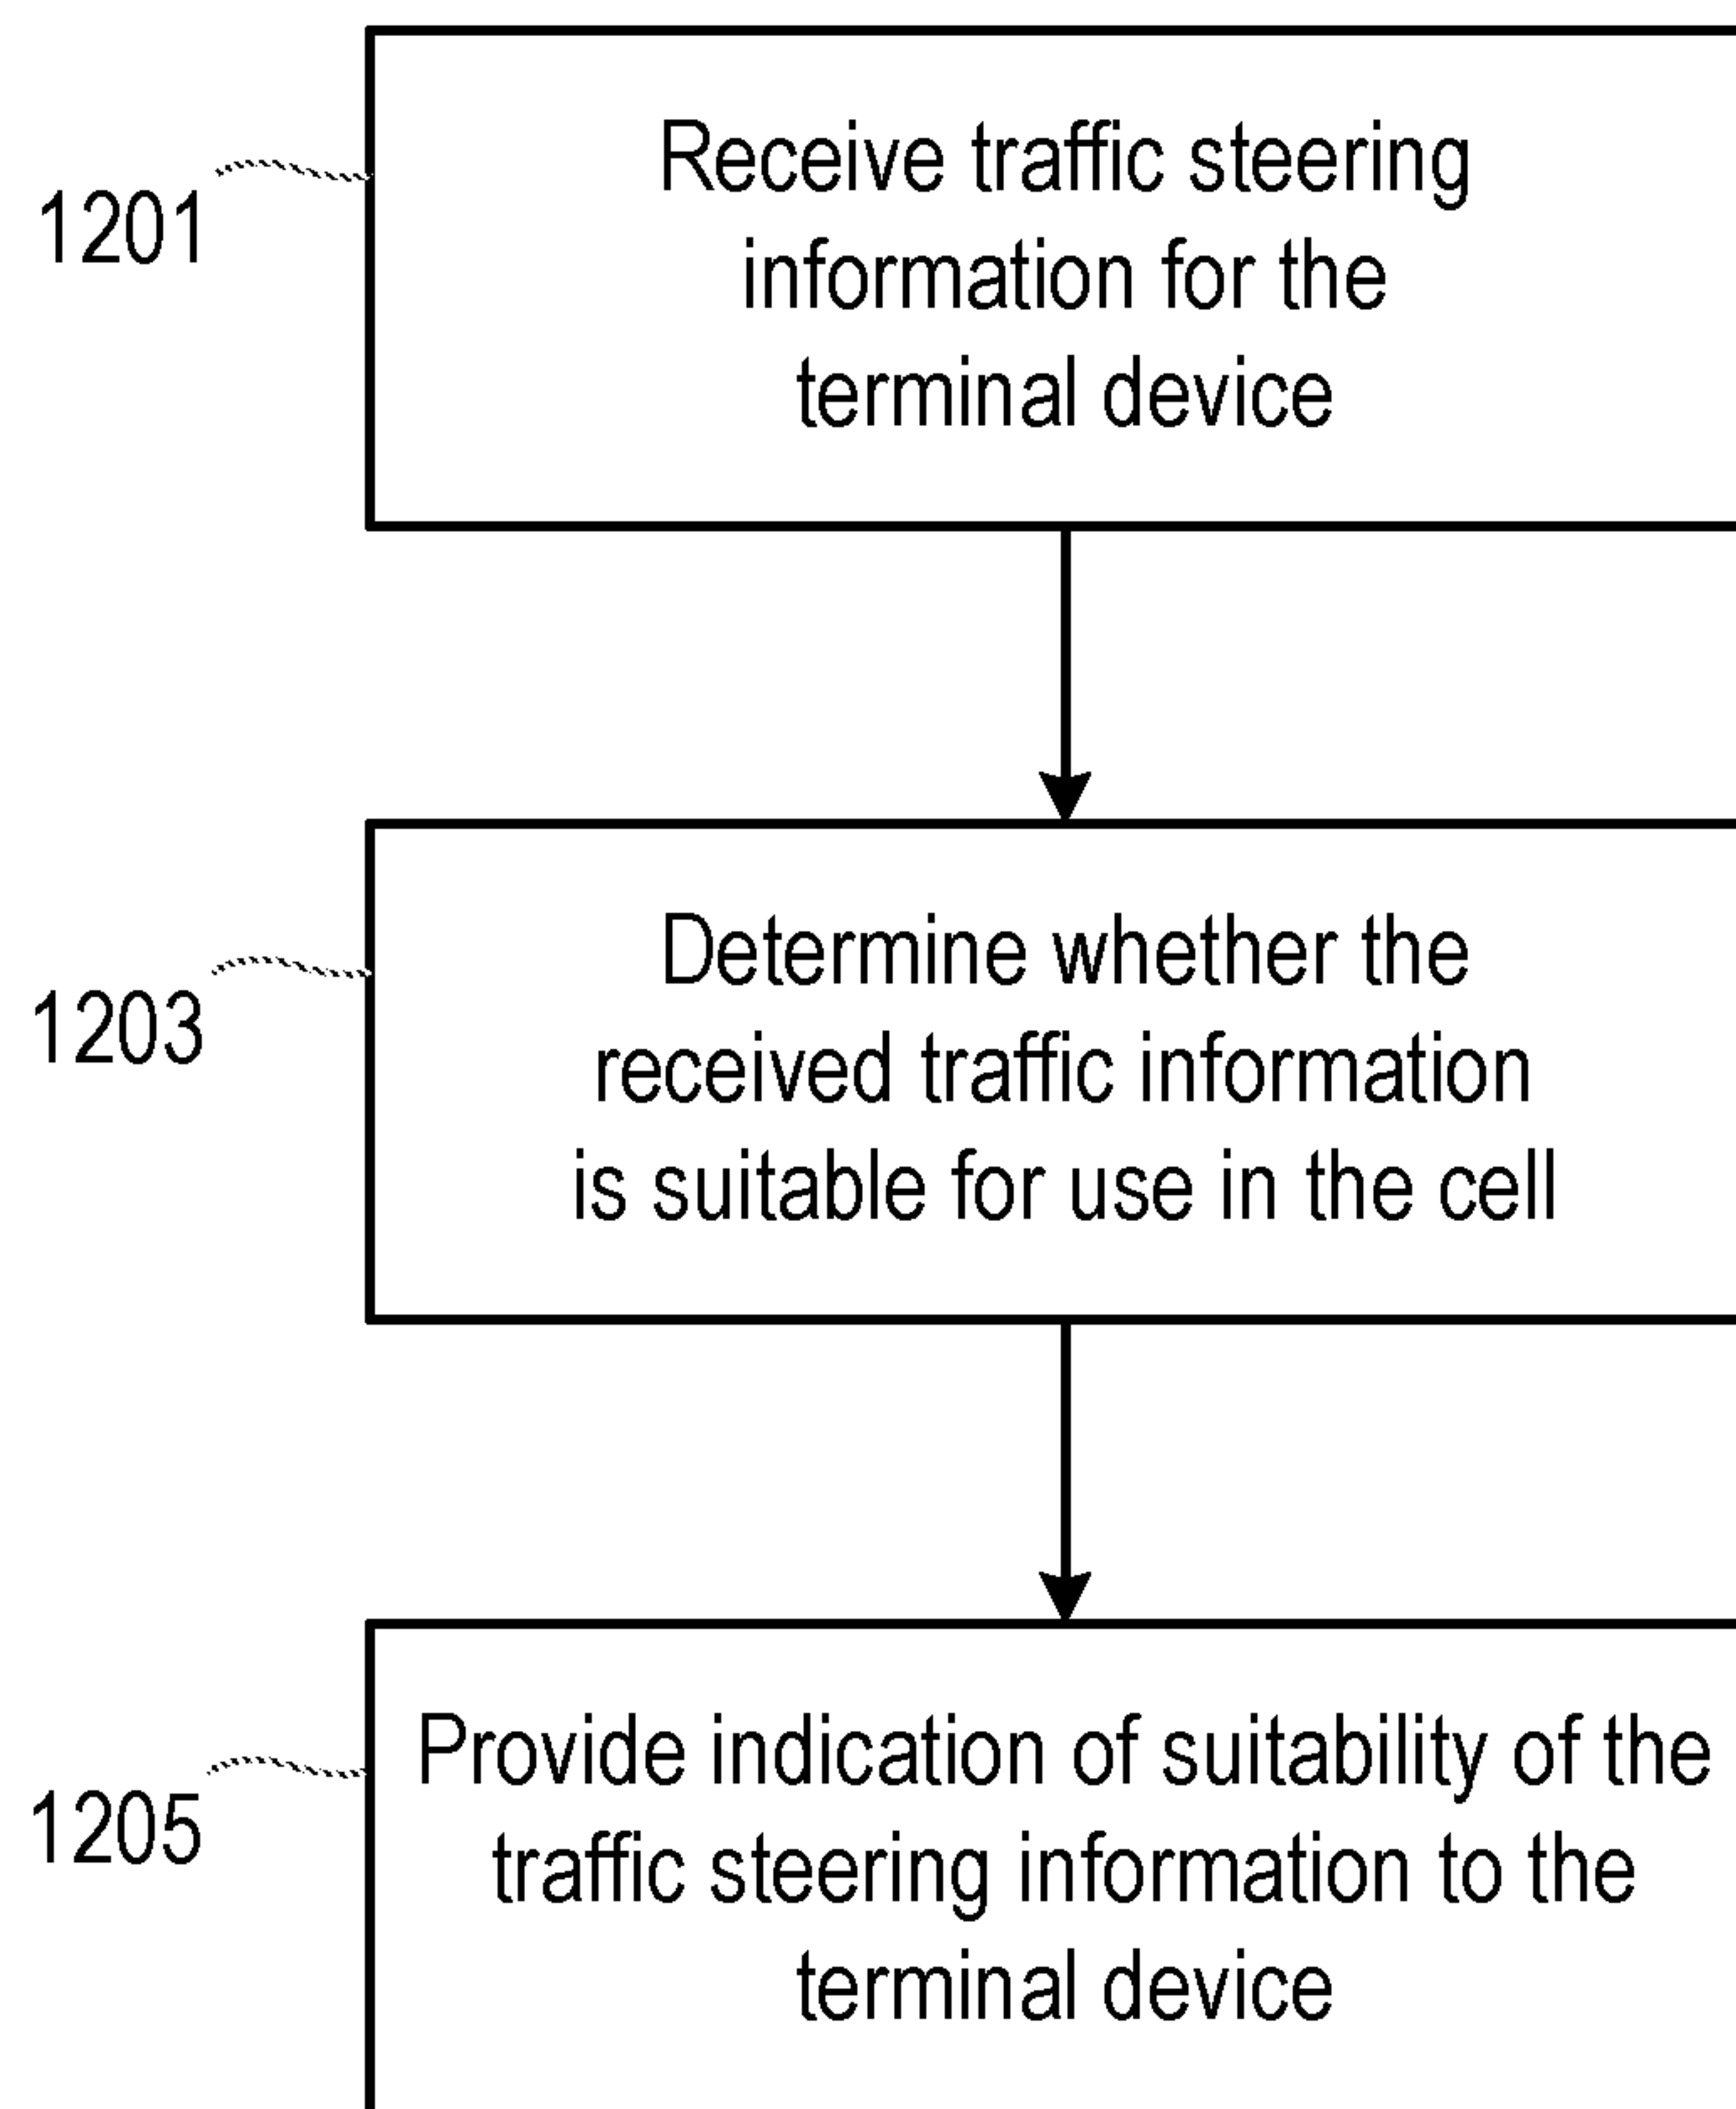 1201
Receive traffic steering
information for the
terminal device
1203
Determine whether the
received traffic information
is suitable for use in the cell
1205
Provide indication of suitability of the
traffic steering information to the
terminal device